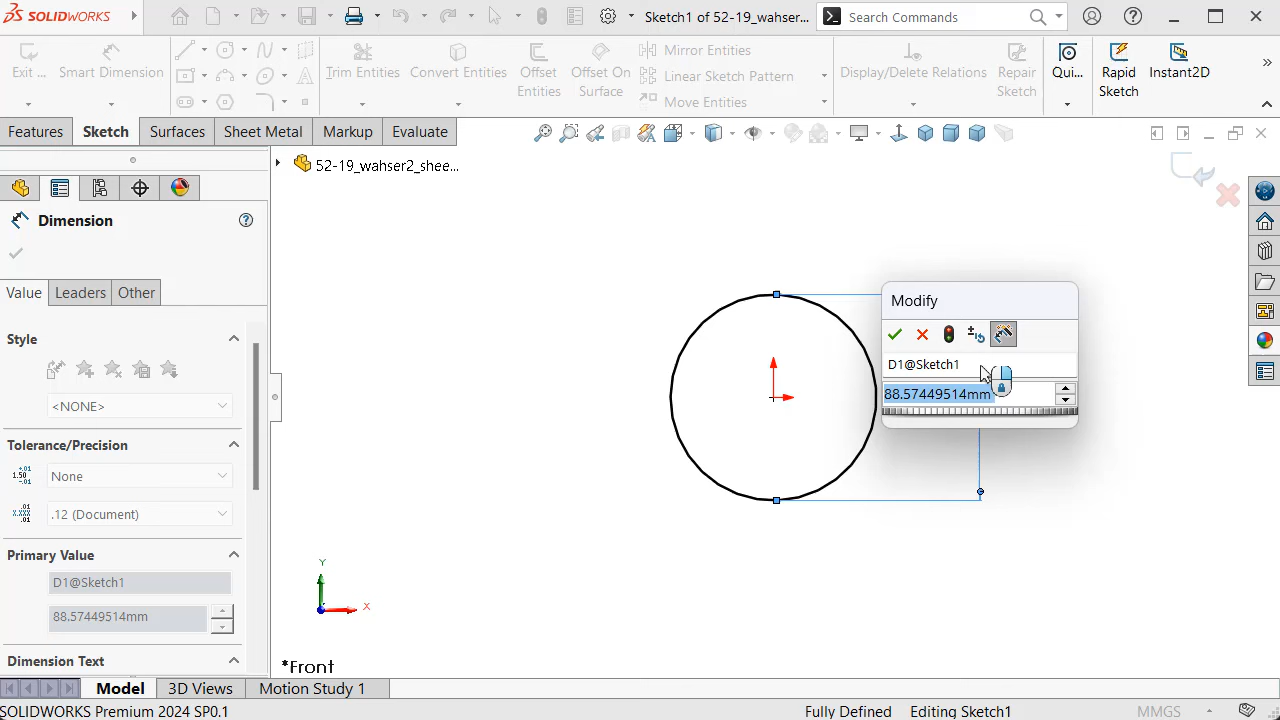 SOLIDWORKS
Sketch1 of 52-19_wahser...
Search Commands
Exit ...
Smart Dimension
Trim Entities
Convert Entities
Offset Entities
Offset On Surface
Mirror Entities
Linear Sketch Pattern
Move Entities
Display/Delete Relations
Repair Sketch
Qui...
Rapid Sketch
Instant2D
Features
Sketch
Surfaces
Sheet Metal
Markup
Evaluate
52-19_wahser2_shee...
Dimension
Value
Leaders
Other
Style
<NONE>
Tolerance/Precision
None
.12 (Document)
Primary Value
D1@Sketch1
88.57449514mm
Dimension Text
Modify
D1@Sketch1
88.57449514mm
Y
X
*Front
Model
3D Views
Motion Study 1
SOLIDWORKS Premium 2024 SP0.1
Fully Defined
Editing Sketch1
MMGS